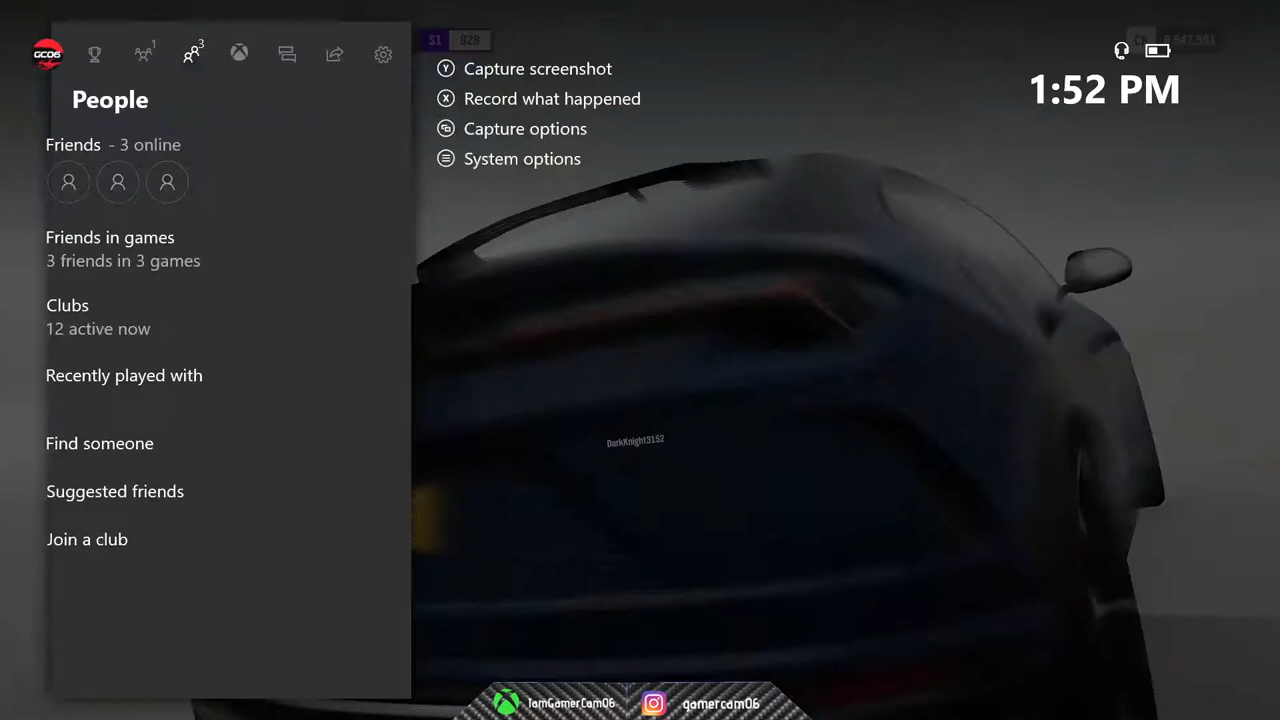 GC06
1
3
People
Friends - 3 online
Friends in games
3 friends in 3 games
Clubs
12 active now
Recently played with
Find someone
Suggested friends
Join a club
S1 828
Y Capture screenshot
X Record what happened
Capture options
System options
1:52 PM
DarkKnight3152
IamGamerCam06
gamercam06